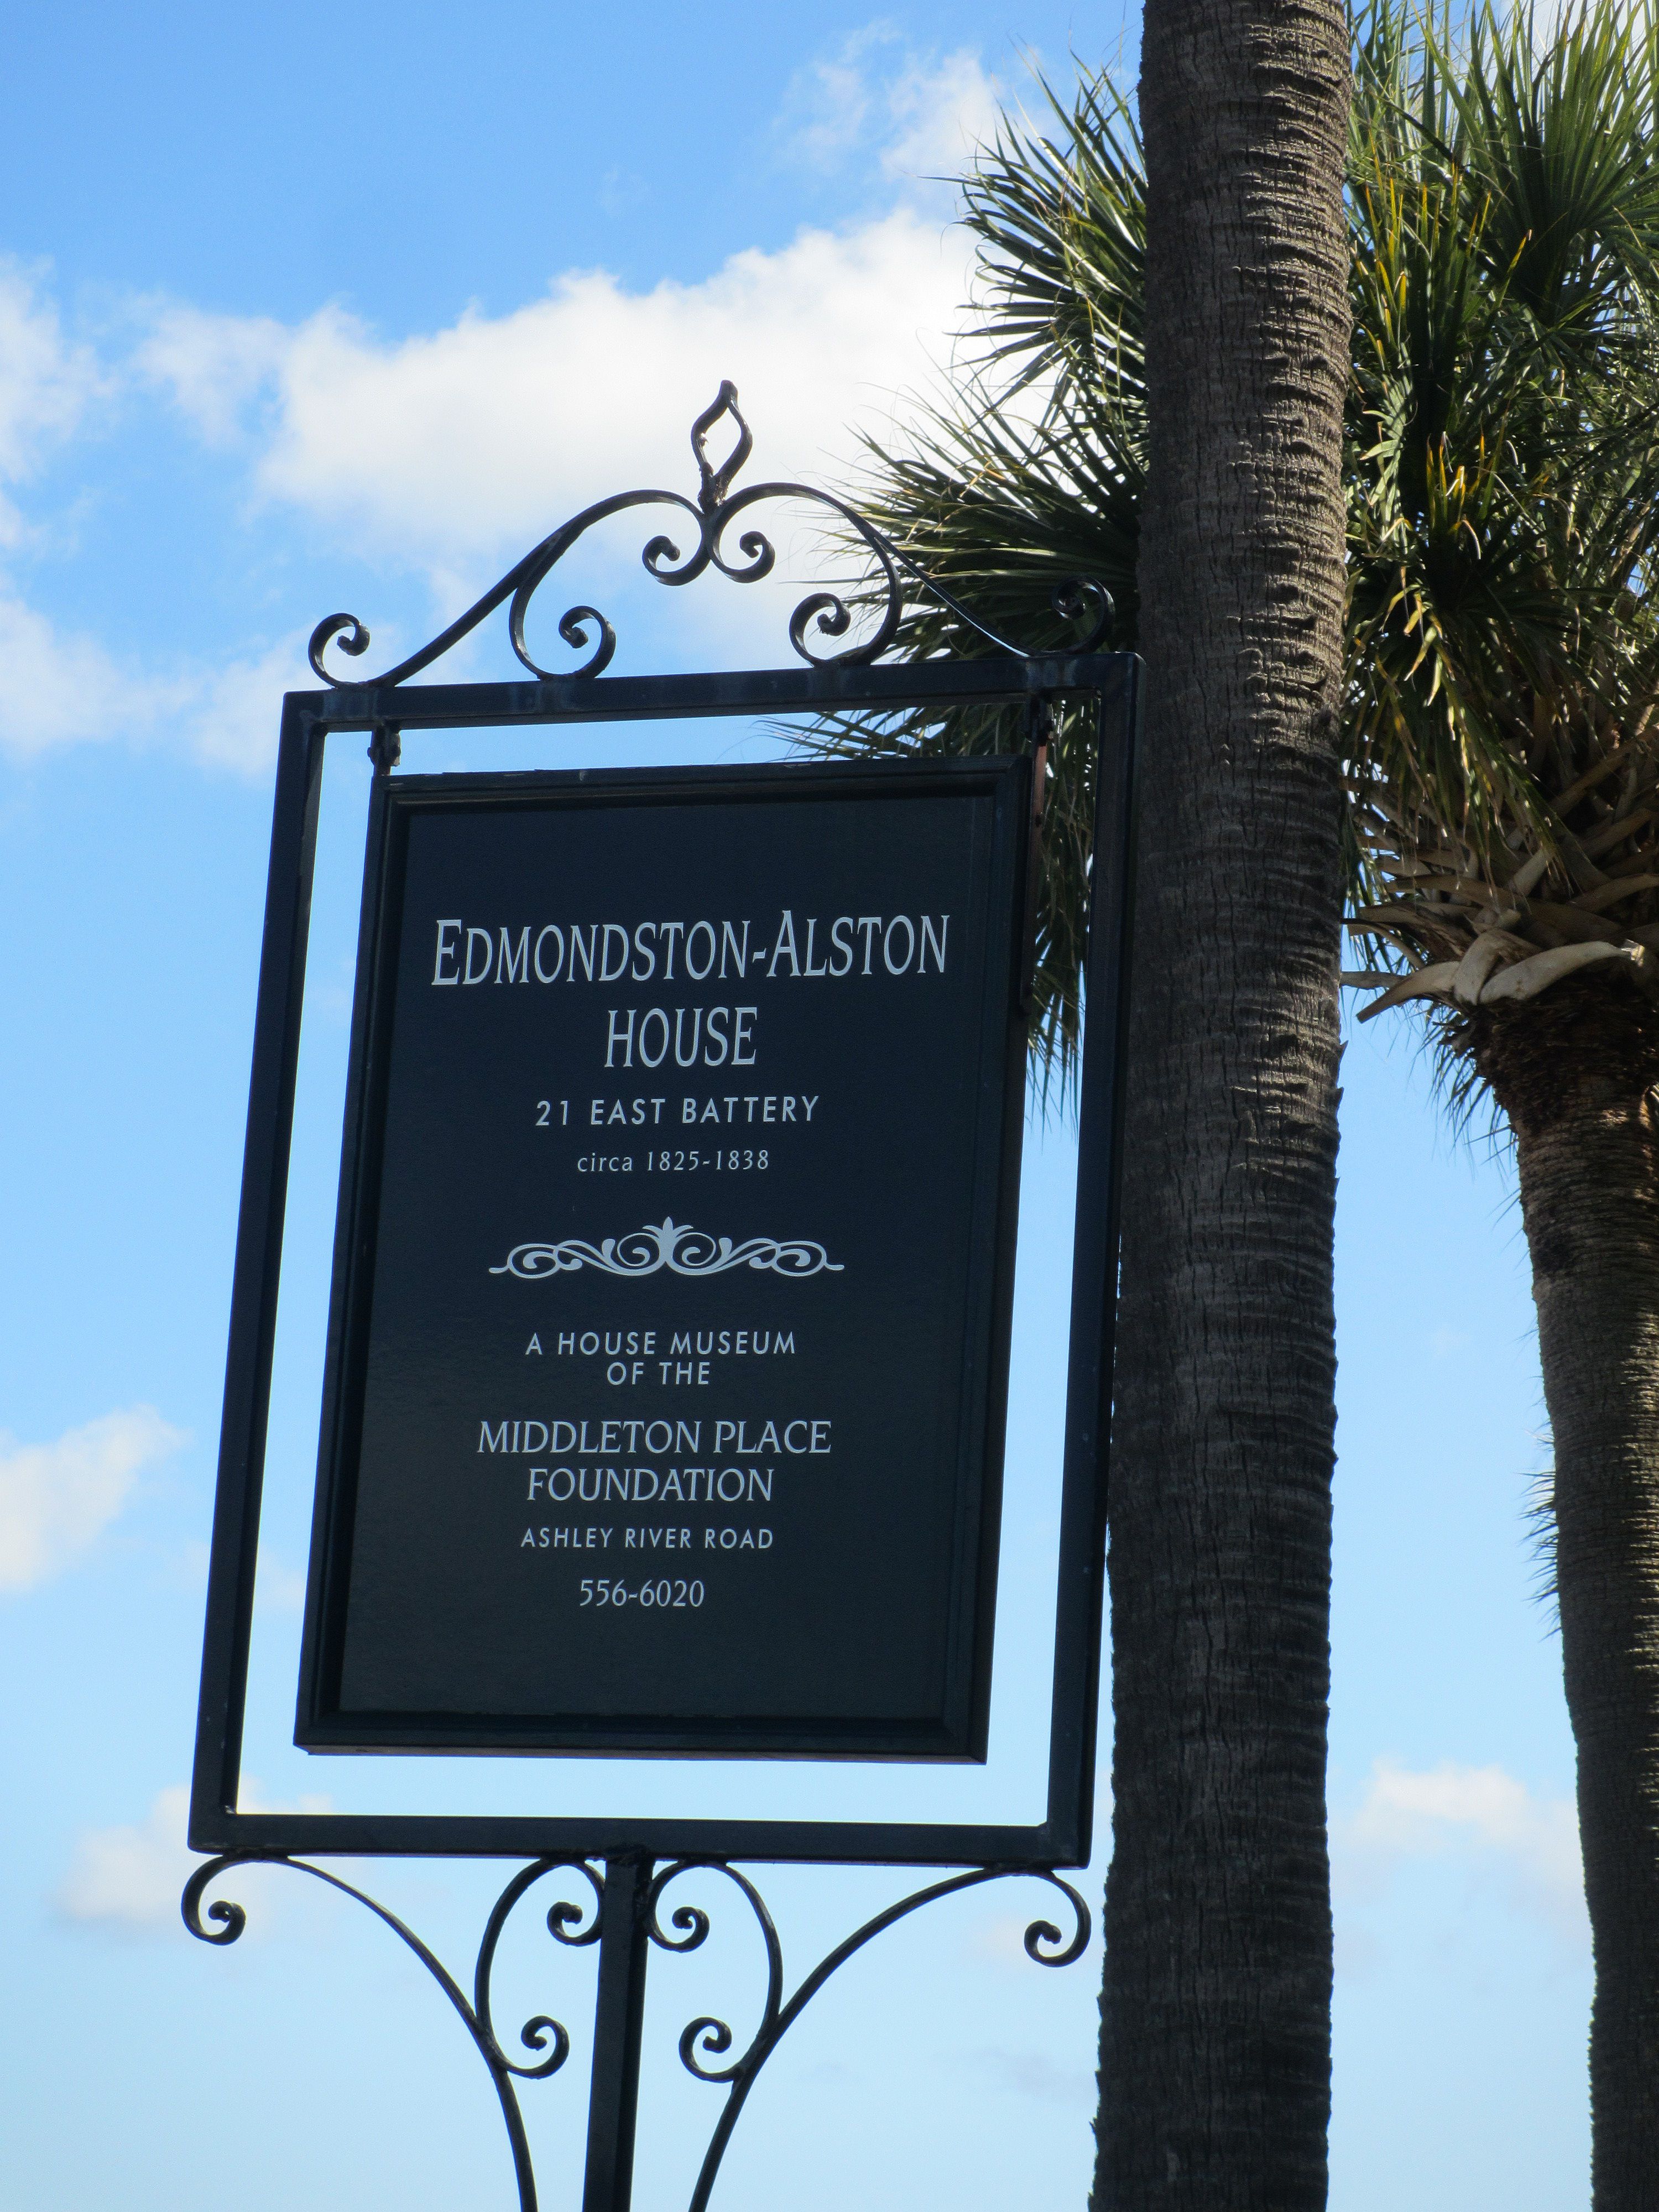 EDMONDSTON-ALSTON
HOUSE
21 EAST BATTERY
circa 1825-1838
A HOUSE MUSEUM
OF THE
MIDDLETON PLACE
FOUNDATION
ASHLEY RIVER ROAD
556-6020